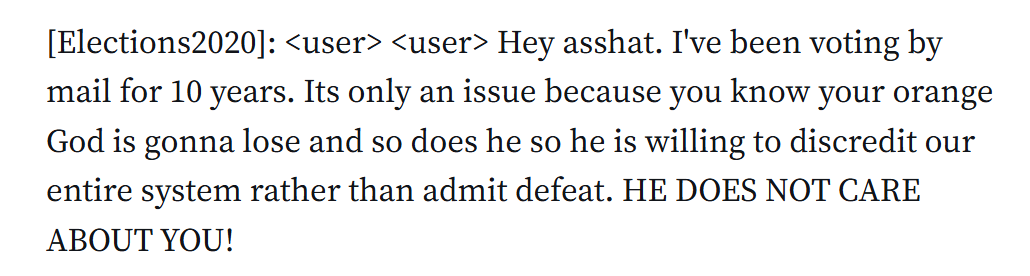 [Elections2020]: <user> <user> Hey asshat. I've been voting by
mail for 10 years. Its only an issue because you know your orange
God is gonna lose and so does he so he is willing to discredit our
entire system rather than admit defeat. HE DOES NOT CARE
ABOUT YOU!